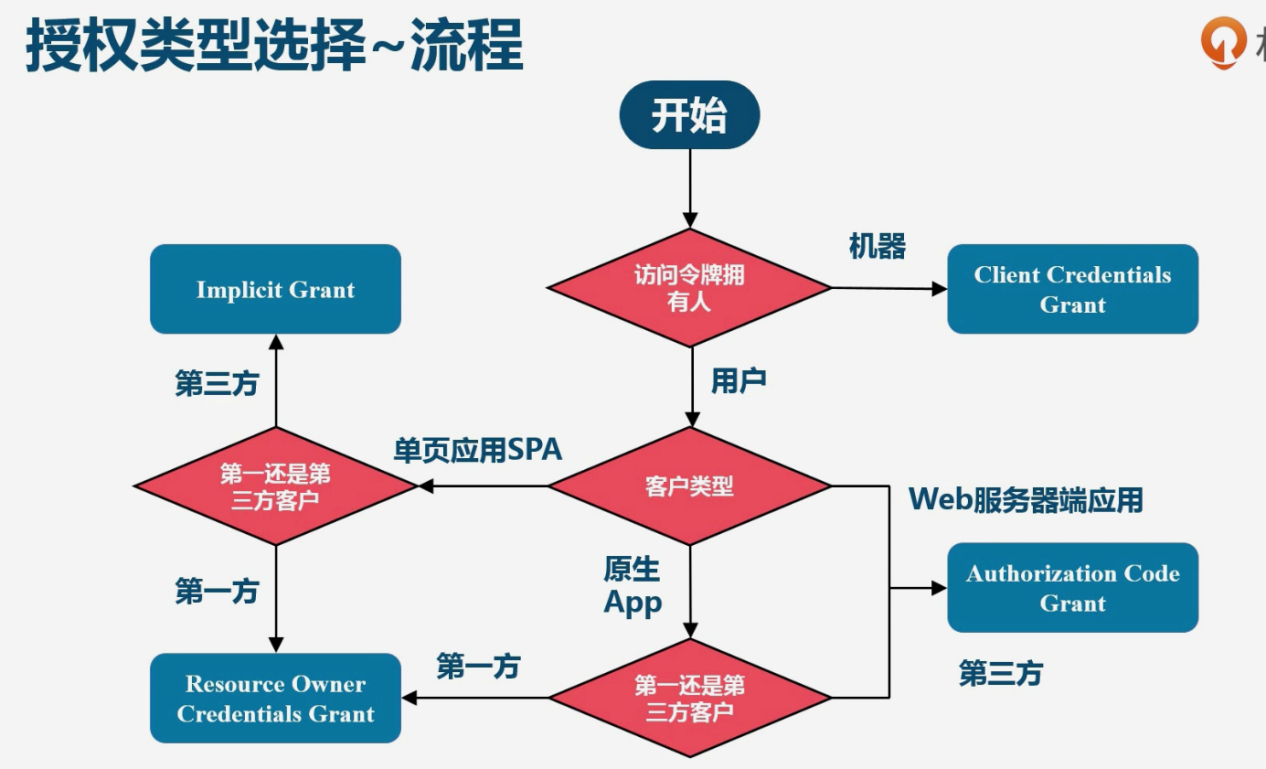 授权类型选择~流程
开始
机器
访问令牌拥
有人
Client Credentials
Grant
Implicit Grant
用户
第三方
单页应用SPA
第一还是第
三方客户
客户类型
Web服务器端应用
原生
App
Authorization Code
Grant
第一方
第一方
第三方
Resource Owner
Credentials Grant
第一还是第
三方客户